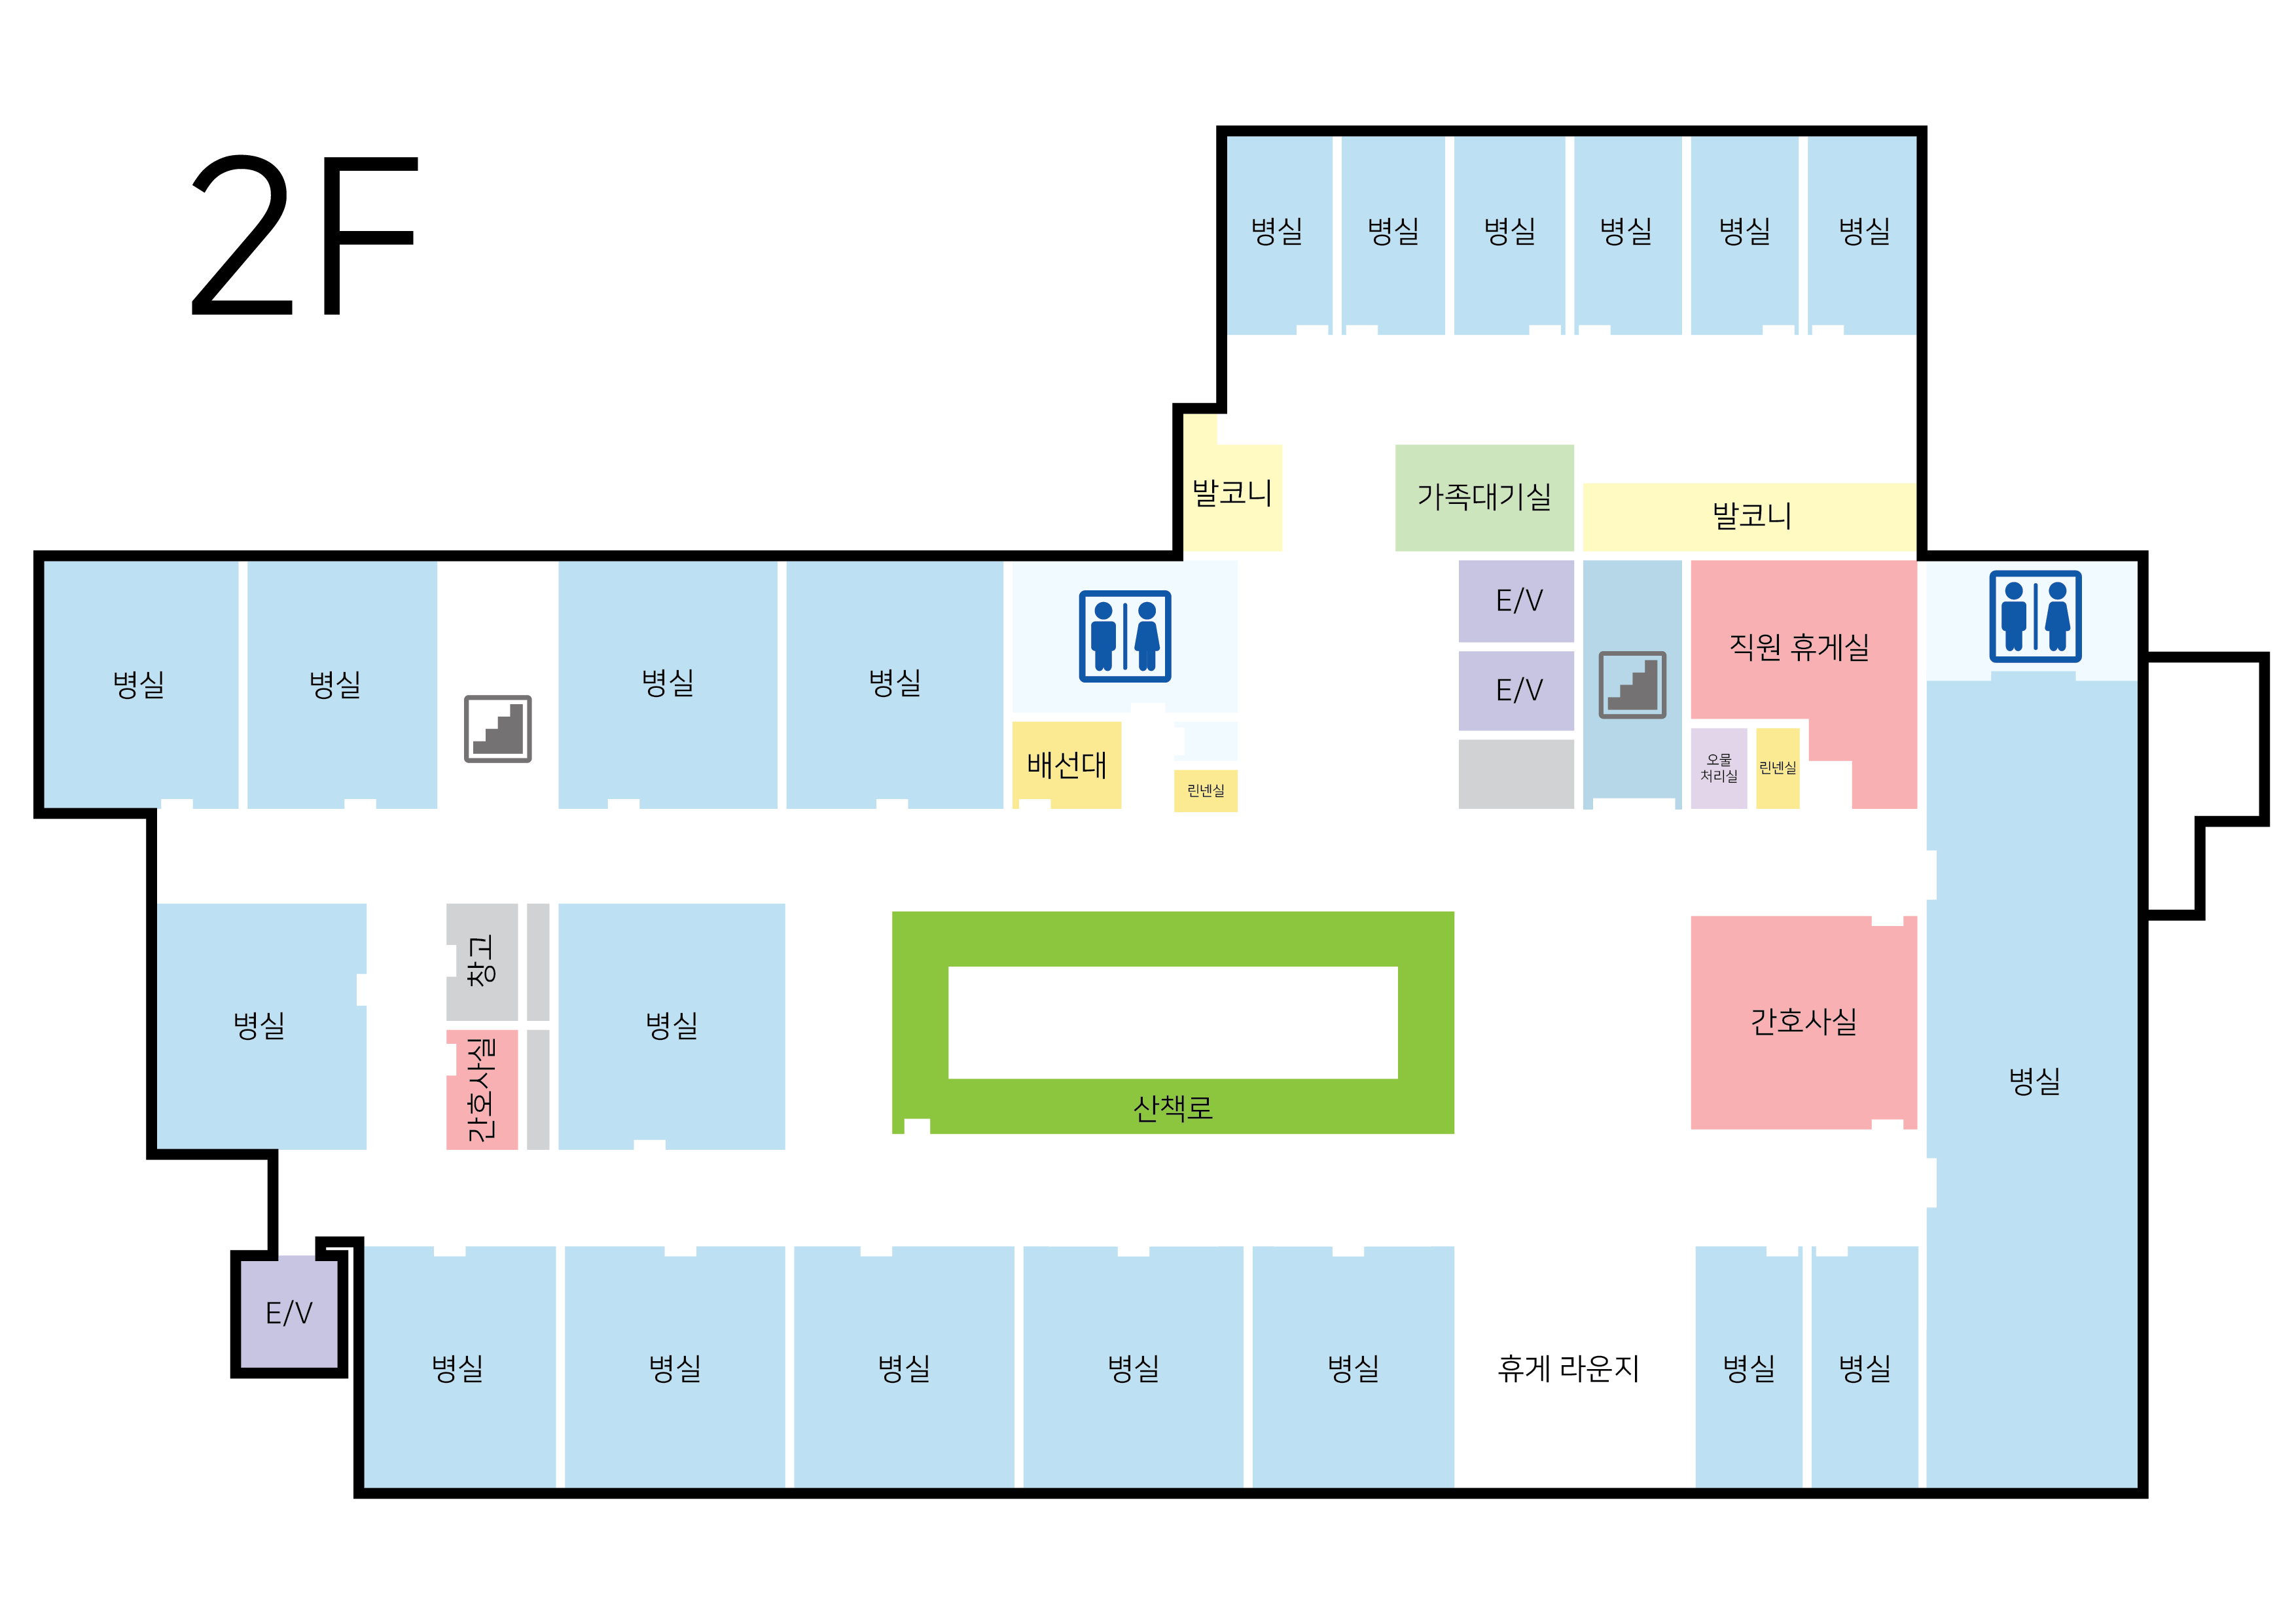 2F
병실
병실
병실
병실
병실
병실
발코니
가족대기실
발코니
E/V
E/V
직원 휴게실
병실
병실
병실
병실
배선대
린넨실
오물
처리실
린넨실
창고
간호사실
병실
병실
산책로
간호사실
병실
E/V
병실
병실
병실
병실
병실
휴게 라운지
병실
병실